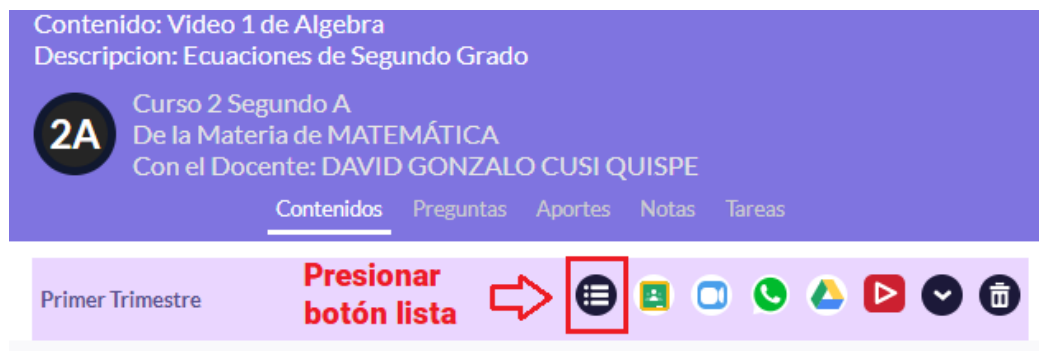 Contenido: Video 1 de Algebra
Descripcion: Ecuaciones de Segundo Grado
2A
Curso 2 Segundo A
De la Materia de MATEMÁTICA
Con el Docente: DAVID GONZALO CUSI QUISPE
Contenidos Preguntas Aportes Notas Tareas
Primer Trimestre
Presionar
botón lista